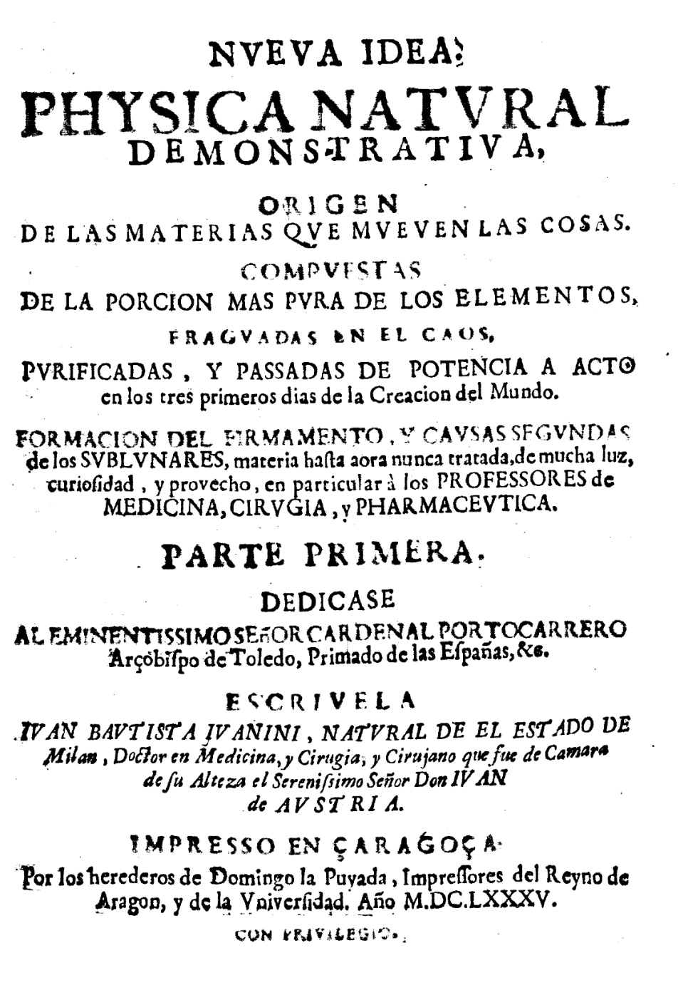 NVEVA IDEA:
PHYSICA NATVRAL
DEMONSTRATIVA,
ORIGEN
DE LAS MATERIAS QVE MVEVEN LAS COSAS.
COMPVESTAS
DE LA PORCION MAS PVRA DE LOS ELEMENTOS,
FRAGVADAS EN EL CAOS,
PVRIFICADAS, Y PASSADAS DE POTENCIA A ACTO
en los tres primeros dias de la Creacion del Mundo.
FORMACION DEL FIRMAMENTO, Y CAVSAS SEGVNDAS
de los SVBLVNARES, materia haſta aora nunca tratada, de mucha luz,
curioſidad, y provecho, en particular à los PROFESSORES de
MEDICINA, CIRVGIA, y PHARMACEVTICA.
PARTE PRIMERA.
DEDICASE
AL EMINENTISSIMO SEñOR CARDENAL PORTOCARRERO
Arçobiſpo de Toledo, Primado de las Eſpañas, &c.
ESCRIVELA
IVAN BAVTISTA JVANINI, NATVRAL DE EL ESTADO DE
Milan, Doctor en Medicina, y Cirugia, y Cirujano que fue de Camara
de ſu Alteza el Sereniſsimo Señor Don IVAN
de AVSTRIA.
IMPRESSO EN ÇARAGOÇA.
Por los herederos de Domingo la Puyada, Impreſſores del Reyno de
Aragon, y de la Vniverſidad. Año M.DC.LXXXV.
CON PRIVILEGIO.